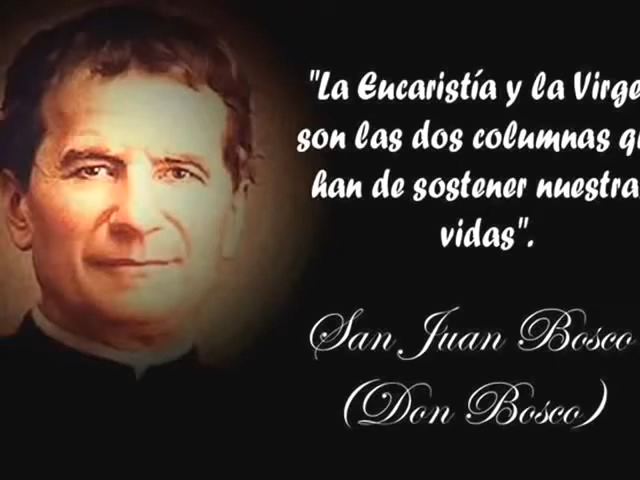 "La Eucaristía y la Virge
son las dos columnas qu
han de sostener nuestra
vidas".
San Juan Bosco
(Don Bosco)